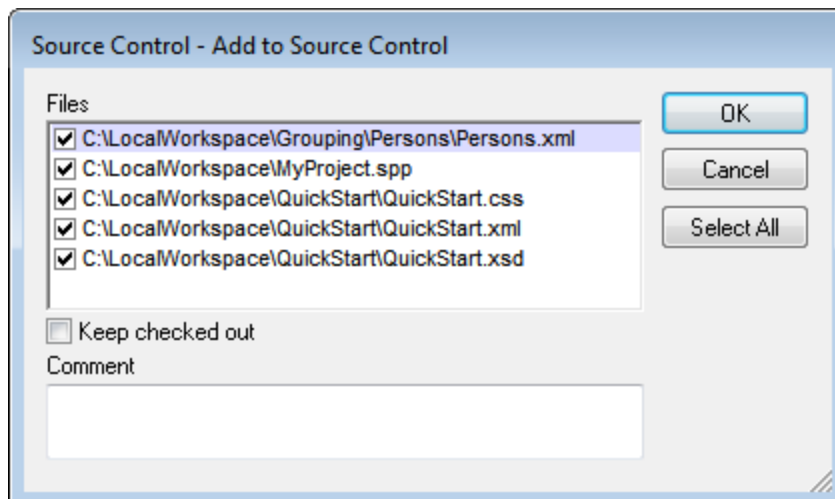 Source Control - Add to Source Control
Files
C:\LocalWorkspace\Grouping\Persons\Persons.xml
C:\LocalWorkspace\MyProject.spp
C:\LocalWorkspace\QuickStart\QuickStart.css
C:\LocalWorkspace\QuickStart\QuickStart.xml
C:\LocalWorkspace\QuickStart\QuickStart.xsd
OK
Cancel
Select All
Keep checked out
Comment